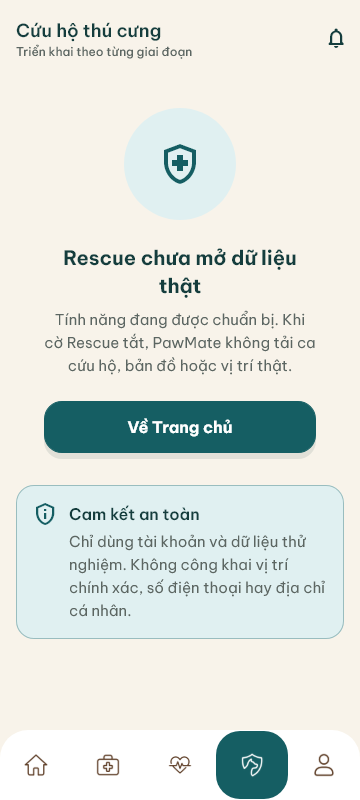 Cứu hộ thú cưng
Triển khai theo từng giai đoạn
Rescue chưa mở dữ liệu
thật
Tính năng đang được chuẩn bị. Khi
cờ Rescue tắt, PawMate không tải ca
cứu hộ, bản đồ hoặc vị trí thật.
Về Trang chủ
Cam kết an toàn
Chỉ dùng tài khoản và dữ liệu thử
nghiệm. Không công khai vị trí
chính xác, số điện thoại hay địa chỉ
cá nhân.